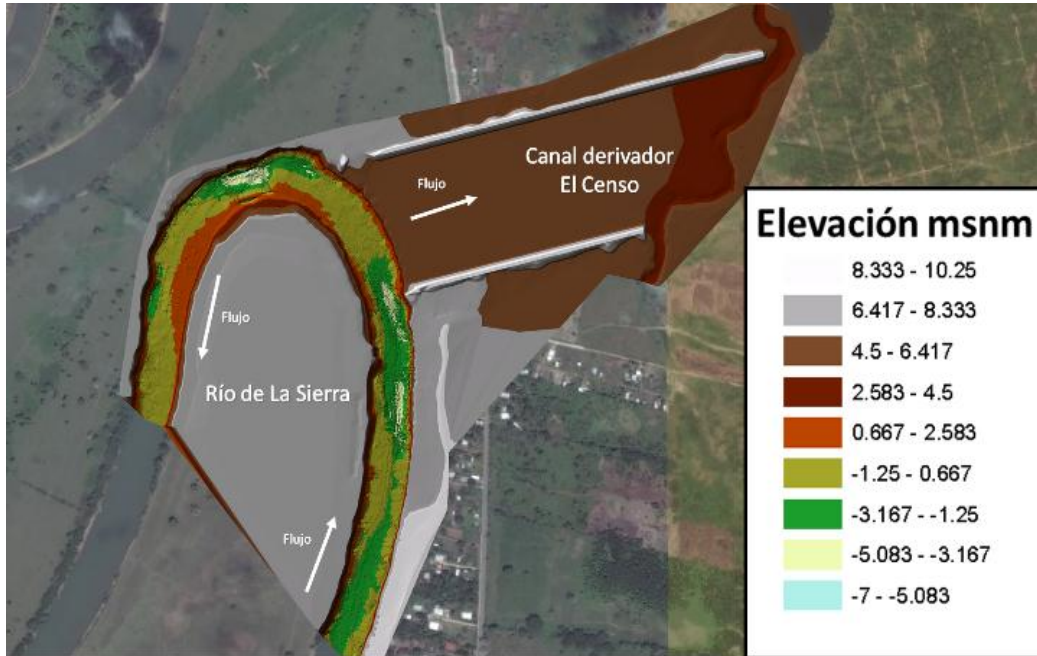 Canal derivador
El Censo
Flujo
Flujo
Río de La Sierra
Flujo
Elevación msnm
8.333 - 10.25
6.417 - 8.333
4.5 - 6.417
2.583 - 4.5
0.667 - 2.583
-1.25 - 0.667
-3.167 - -1.25
-5.083 - -3.167
-7 - -5.083